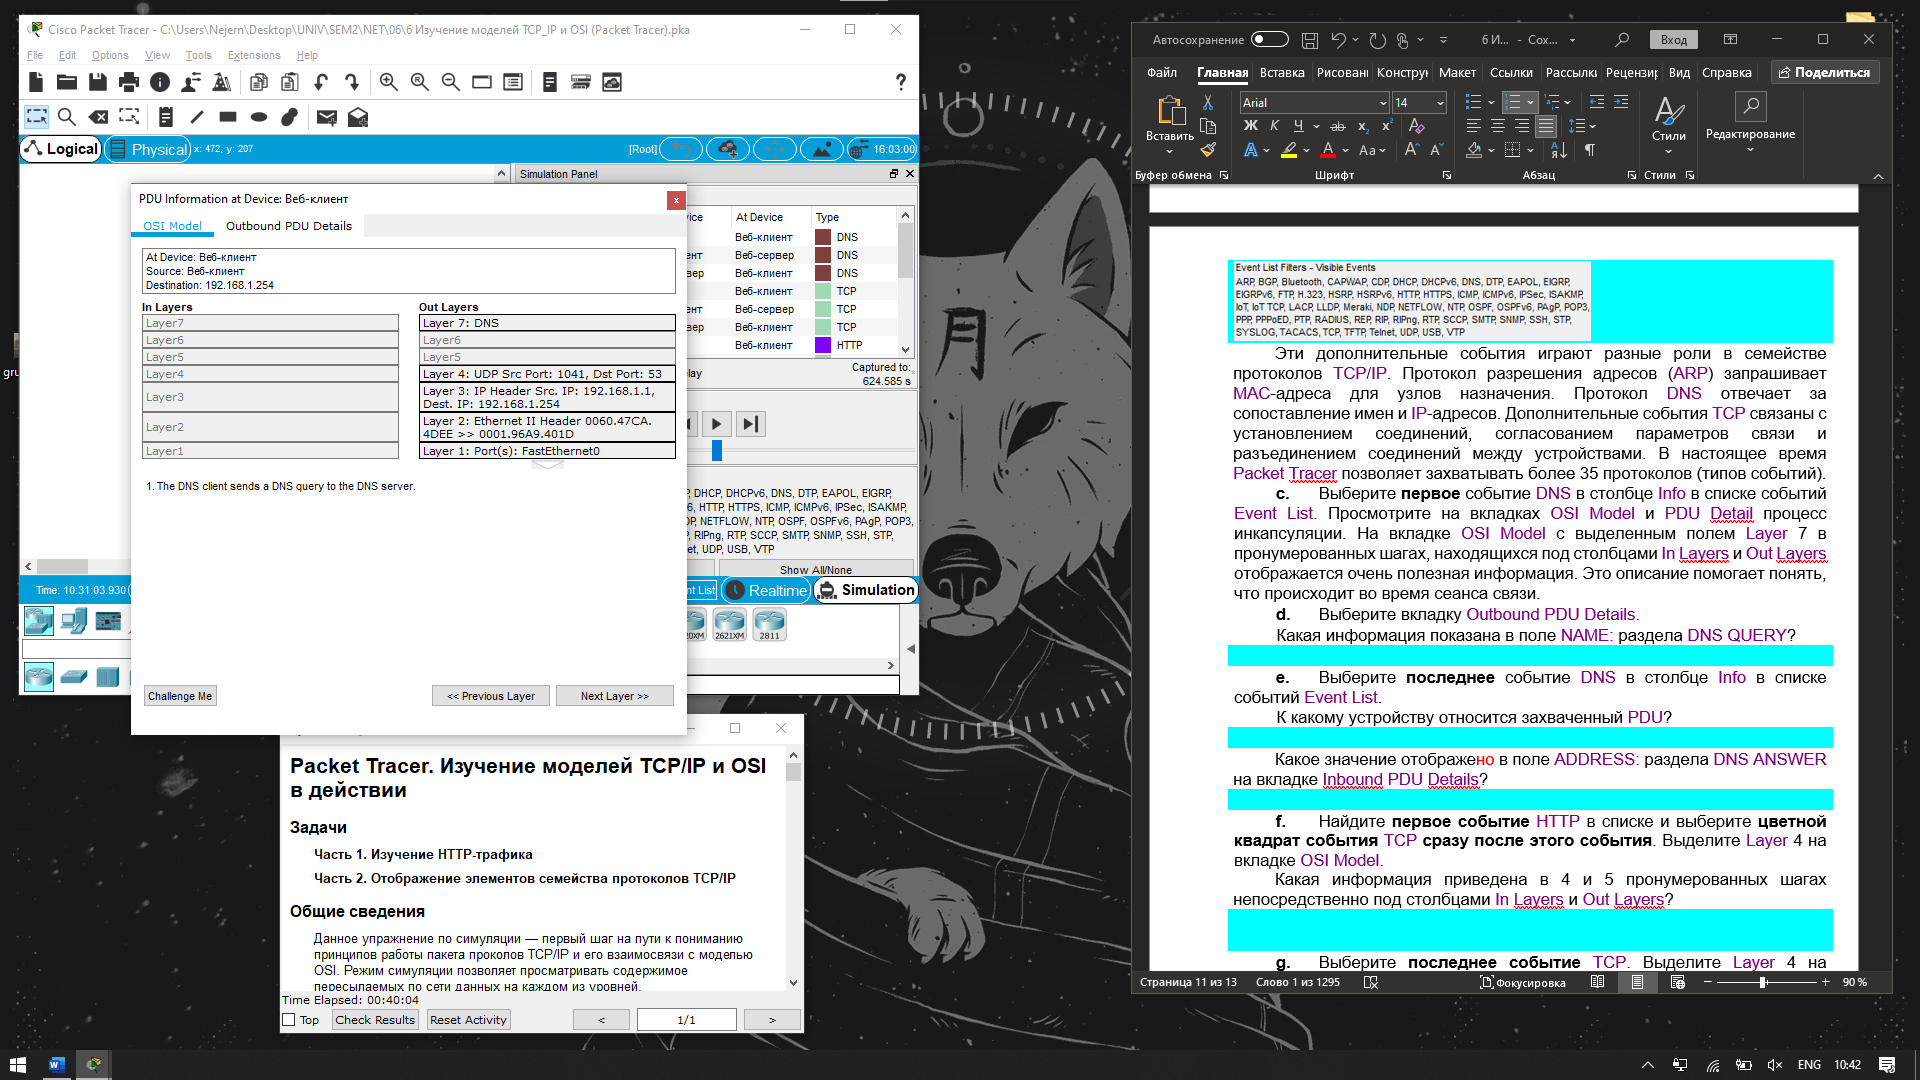 Cisco Packet Tracer - C:\Users\Nejern\Desktop\UNIV\SEM2\NET\06\6 Изучение моделей TCP_IP и OSI (Packet Tracer).pka
File Edit Options View Tools Extensions Help
Logical
Physical
x: 472, y: 207
[Root]
16:03:00
Simulation Panel
At Device
Type
Веб-клиент DNS
Веб-сервер DNS
Веб-клиент DNS
Веб-клиент TCP
Веб-сервер TCP
Веб-клиент TCP
Веб-клиент HTTP
Captured to:
624.585 s
DHCP, DHCPv6, DNS, DTP, EAPOL, EIGRP,
HTTP, HTTPS, ICMP, ICMPv6, IPSec, ISAKMP,
NETFLOW, NTP, OSPF, OSPFv6, PAgP, POP3,
RIPng, RTP, SCCP, SMTP, SNMP, SSH, STP,
UDP, USB, VTP
Show All/None
Time: 10:31:03.930
Realtime
Simulation
2621XM
2811
PDU Information at Device: Веб-клиент
OSI Model
Outbound PDU Details
At Device: Веб-клиент
Source: Веб-клиент
Destination: 192.168.1.254
In Layers
Layer7
Layer6
Layer5
Layer4
Layer3
Layer2
Layer1
Out Layers
Layer 7: DNS
Layer6
Layer5
Layer 4: UDP Src Port: 1041, Dst Port: 53
Layer 3: IP Header Src. IP: 192.168.1.1,
Dest. IP: 192.168.1.254
Layer 2: Ethernet II Header 0060.47CA.
4DEE >> 0001.96A9.401D
Layer 1: Port(s): FastEthernet0
1. The DNS client sends a DNS query to the DNS server.
Challenge Me
<< Previous Layer
Next Layer >>
Packet Tracer. Изучение моделей TCP/IP и OSI
в действии
Задачи
Часть 1. Изучение HTTP-трафика
Часть 2. Отображение элементов семейства протоколов TCP/IP
Общие сведения
Данное упражнение по симуляции — первый шаг на пути к пониманию
принципов работы пакета проколов TCP/IP и его взаимосвязи с моделью
OSI. Режим симуляции позволяет просматривать содержимое
пересылаемых по сети данных на каждом из уровней.
Time Elapsed: 00:40:04
Top
Check Results
Reset Activity
<
1/1
>
Автосохранение
6 И... - Сох...
Вход
Файл Главная Вставка Рисовані Конструк Макет Ссылки Рассылкі Рецензир Вид Справка Поделиться
Вставить
Arial
14
Ж К Ч ab x₂ x²
Стили
Редактирование
Буфер обмена
Шрифт
Абзац
Стили
Event List Filters - Visible Events
ARP, BGP, Bluetooth, CAPWAP, CDP, DHCP, DHCPv6, DNS, DTP, EAPOL, EIGRP,
EIGRPv6, FTP, H.323, HSRP, HSRPv6, HTTP, HTTPS, ICMP, ICMPv6, IPSec, ISAKMP,
IoT, IoT TCP, LACP, LLDP, Meraki, NDP, NETFLOW, NTP, OSPF, OSPFv6, PAgP, POP3,
PPP, PPPoED, PTP, RADIUS, REP, RIP, RIPng, RTP, SCCP, SMTP, SNMP, SSH, STP,
SYSLOG, TACACS, TCP, TFTP, Telnet, UDP, USB, VTP
Эти дополнительные события играют разные роли в семействе
протоколов TCP/IP. Протокол разрешения адресов (ARP) запрашивает
MAC-адреса для узлов назначения. Протокол DNS отвечает за
сопоставление имен и IP-адресов. Дополнительные события TCP связаны с
установлением соединений, согласованием параметров связи и
разъединением соединений между устройствами. В настоящее время
Packet Tracer позволяет захватывать более 35 протоколов (типов событий).
c. Выберите первое событие DNS в столбце Info в списке событий
Event List. Просмотрите на вкладках OSI Model и PDU Detail процесс
инкапсуляции. На вкладке OSI Model с выделенным полем Layer 7 в
пронумерованных шагах, находящихся под столбцами In Layers и Out Layers
отображается очень полезная информация. Это описание помогает понять,
что происходит во время сеанса связи.
d. Выберите вкладку Outbound PDU Details.
Какая информация показана в поле NAME: раздела DNS QUERY?
e. Выберите последнее событие DNS в столбце Info в списке
событий Event List.
К какому устройству относится захваченный PDU?
Какое значение отображено в поле ADDRESS: раздела DNS ANSWER
на вкладке Inbound PDU Details?
f. Найдите первое событие HTTP в списке и выберите цветной
квадрат события TCP сразу после этого события. Выделите Layer 4 на
вкладке OSI Model.
Какая информация приведена в 4 и 5 пронумерованных шагах
непосредственно под столбцами In Layers и Out Layers?
g. Выберите последнее событие TCP. Выделите Layer 4 на
Страница 11 из 13
Слово 1 из 1295
Фокусировка
90 %
ENG
10:42